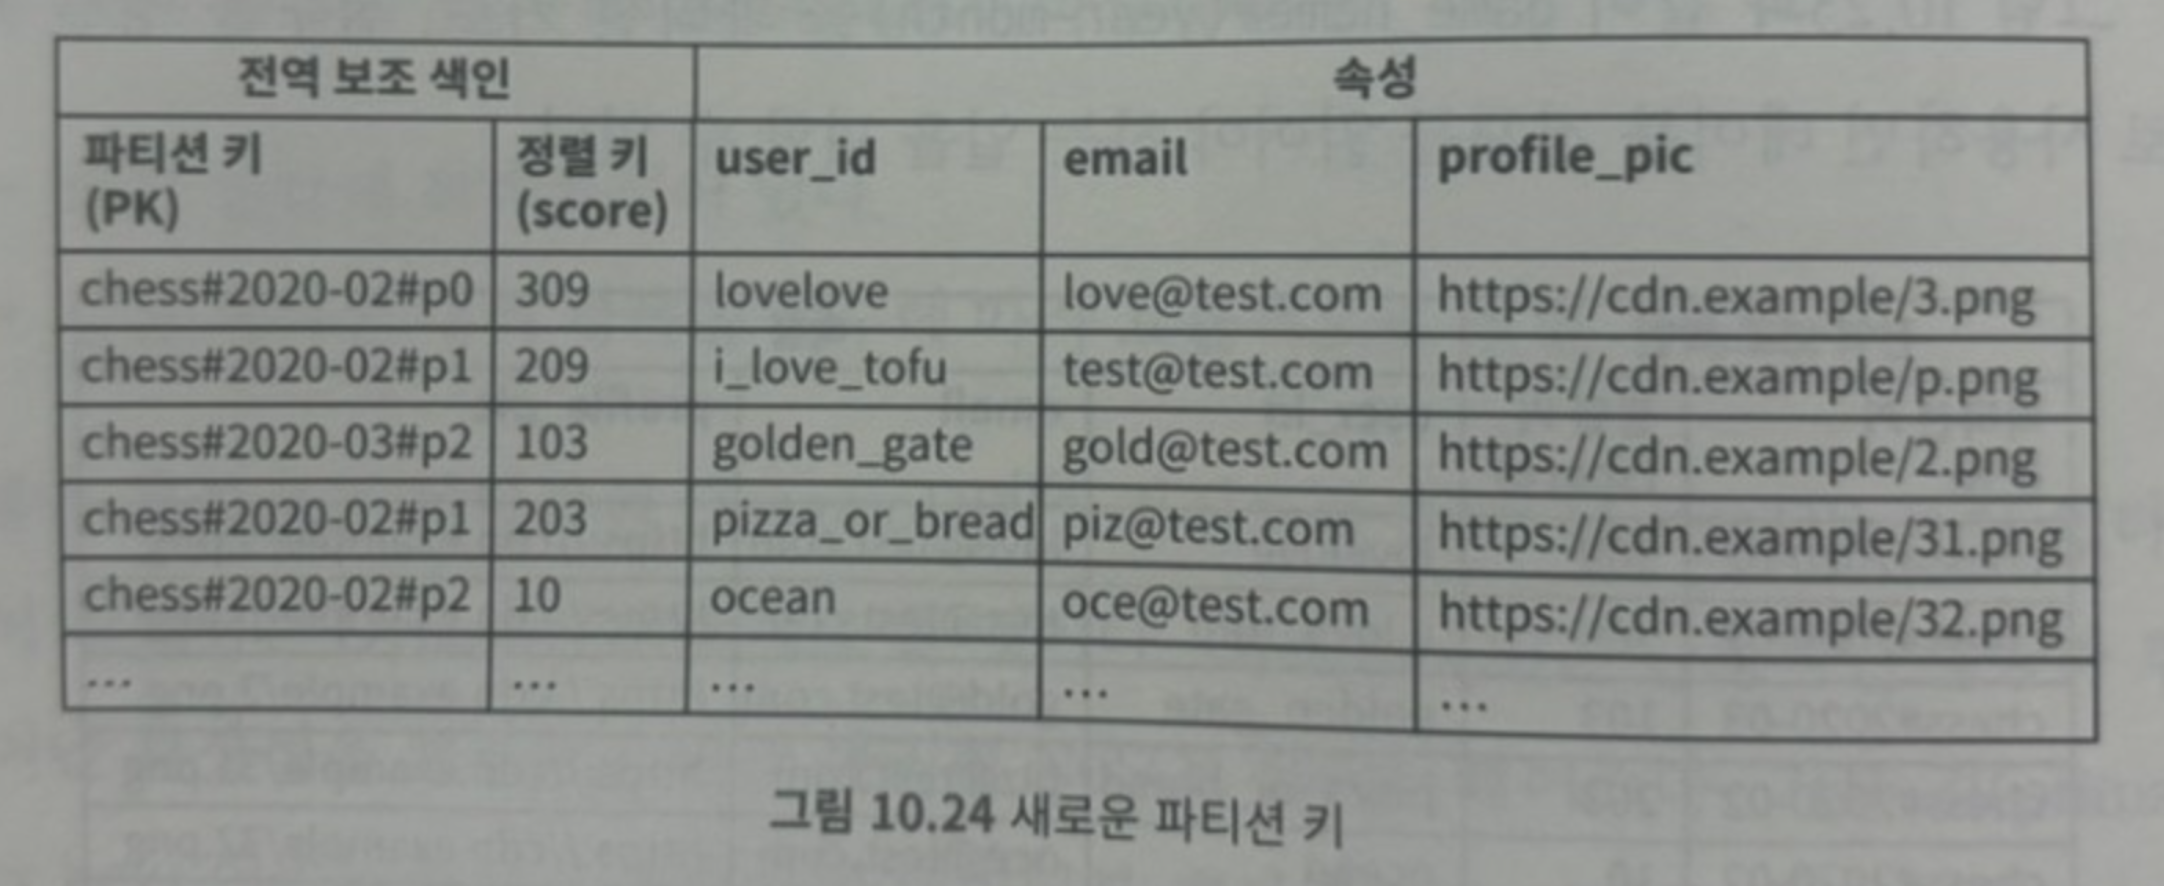 전역 보조 색인 속성
파티션 키 (PK) 정렬 키 (score) user_id email profile_pic
chess#2020-02#p0 309 lovelove love@test.com https://cdn.example/3.png
chess#2020-02#p1 209 i_love_tofu test@test.com https://cdn.example/p.png
chess#2020-03#p2 103 golden_gate gold@test.com https://cdn.example/2.png
chess#2020-02#p1 203 pizza_or_bread piz@test.com https://cdn.example/31.png
chess#2020-02#p2 10 ocean oce@test.com https://cdn.example/32.png
... ... ... ... ...
그림 10.24 새로운 파티션 키